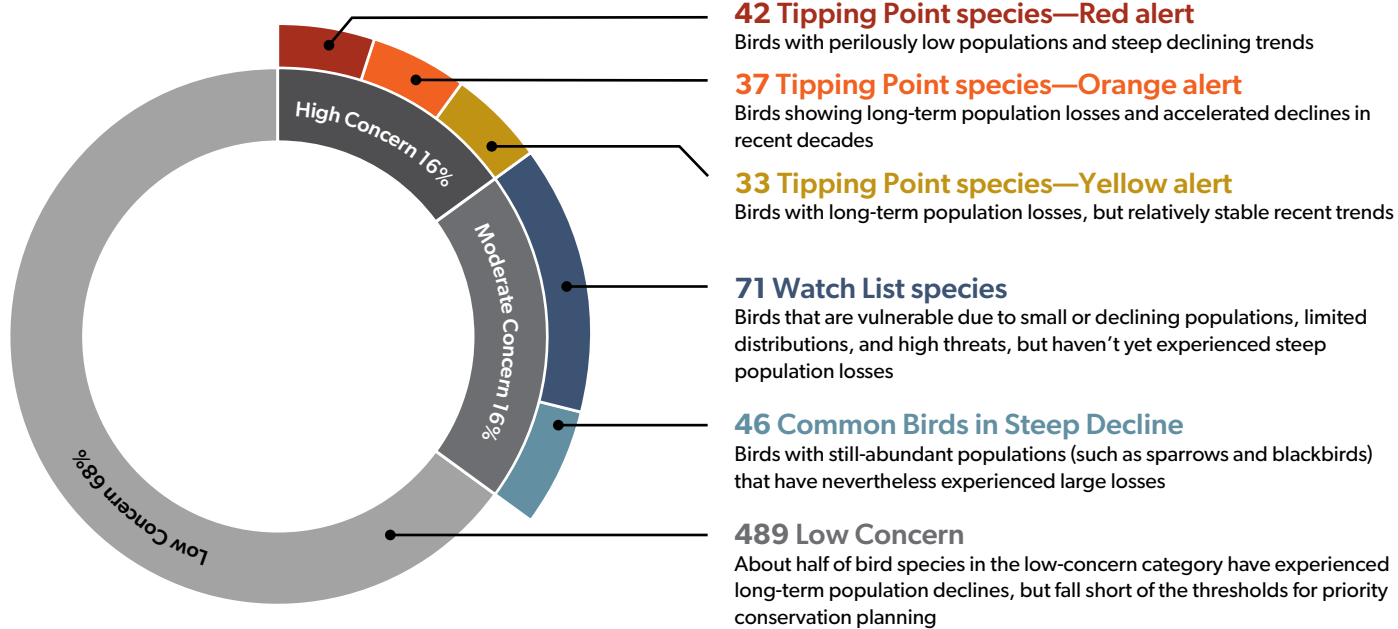 42 Tipping Point species—Red alert
Birds with perilously low populations and steep declining trends
37 Tipping Point species—Orange alert
Birds showing long-term population losses and accelerated declines in
recent decades
33 Tipping Point species—Yellow alert
Birds with long-term population losses, but relatively stable recent trends
71 Watch List species
Birds that are vulnerable due to small or declining populations, limited
distributions, and high threats, but haven’t yet experienced steep
population losses
46 Common Birds in Steep Decline
Birds with still-abundant populations (such as sparrows and blackbirds)
that have nevertheless experienced large losses
489 Low Concern
About half of bird species in the low-concern category have experienced
long-term population declines, but fall short of the thresholds for priority
conservation planning
High Concern 16%
Moderate Concern 16%
Low Concern 68%